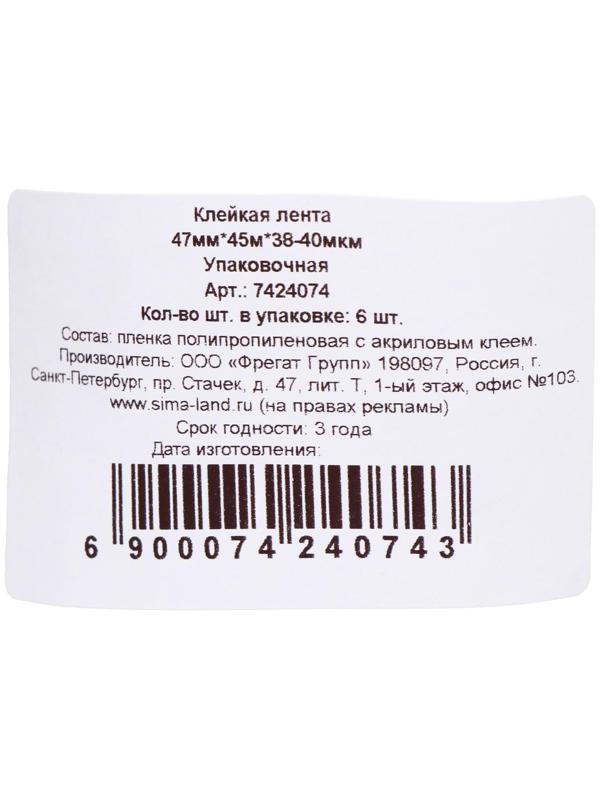 Клейкая лента
47мм*45м*38-40мкм
Упаковочная
Арт.: 7424074
Кол-во шт. в упаковке: 6 шт.
Состав: пленка полипропиленовая с акриловым клеем.
Производитель: ООО «Фрегат Групп» 198097, Россия, г.
Санкт-Петербург, пр. Стачек, д. 47, лит. Т, 1-ый этаж, офис №103.
www.sima-land.ru (на правах рекламы)
Срок годности: 3 года
Дата изготовления:
6 900074 240743